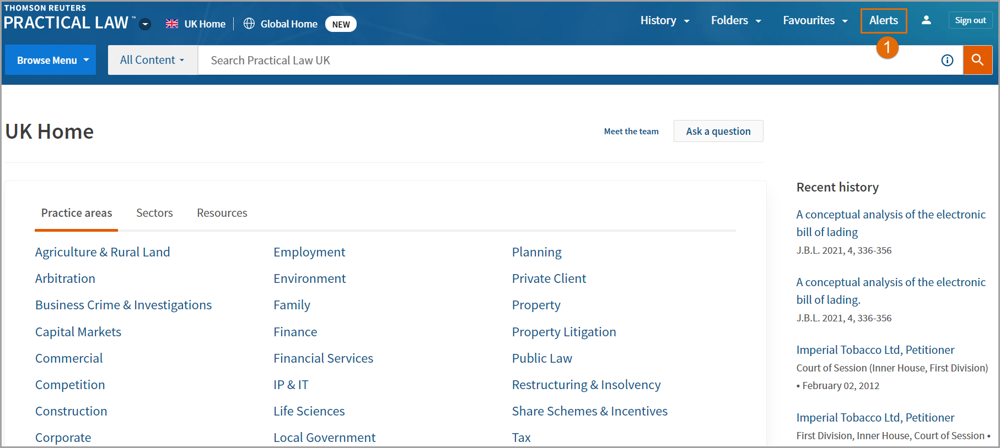 THOMSON REUTERS
PRACTICAL LAW™
UK Home
Global Home
NEW
History
Folders
Favourites
Alerts
Sign out
1
Browse Menu
All Content
Search Practical Law UK
UK Home
Meet the team
Ask a question
Practice areas
Sectors
Resources
Agriculture & Rural Land
Arbitration
Business Crime & Investigations
Capital Markets
Commercial
Competition
Construction
Corporate
Employment
Environment
Family
Finance
Financial Services
IP & IT
Life Sciences
Local Government
Planning
Private Client
Property
Property Litigation
Public Law
Restructuring & Insolvency
Share Schemes & Incentives
Tax
Recent history
A conceptual analysis of the electronic
bill of lading
J.B.L. 2021, 4, 336-356
A conceptual analysis of the electronic
bill of lading.
J.B.L. 2021, 4, 336-356
Imperial Tobacco Ltd, Petitioner
Court of Session (Inner House, First Division)
• February 02, 2012
Imperial Tobacco Ltd, Petitioner
First Division, Inner House, Court of Session •